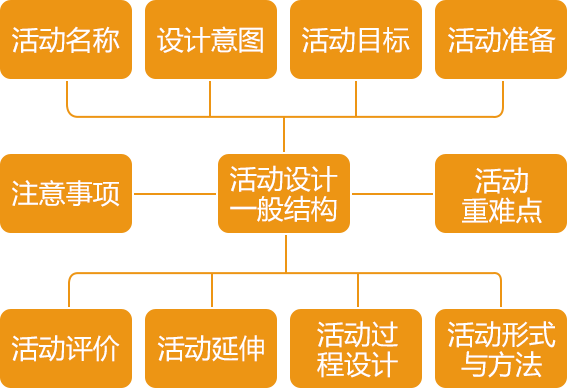 活动名称
设计意图
活动目标
活动准备
注意事项
活动设计
一般结构
活动
重难点
活动评价
活动延伸
活动过
程设计
活动形式
与方法